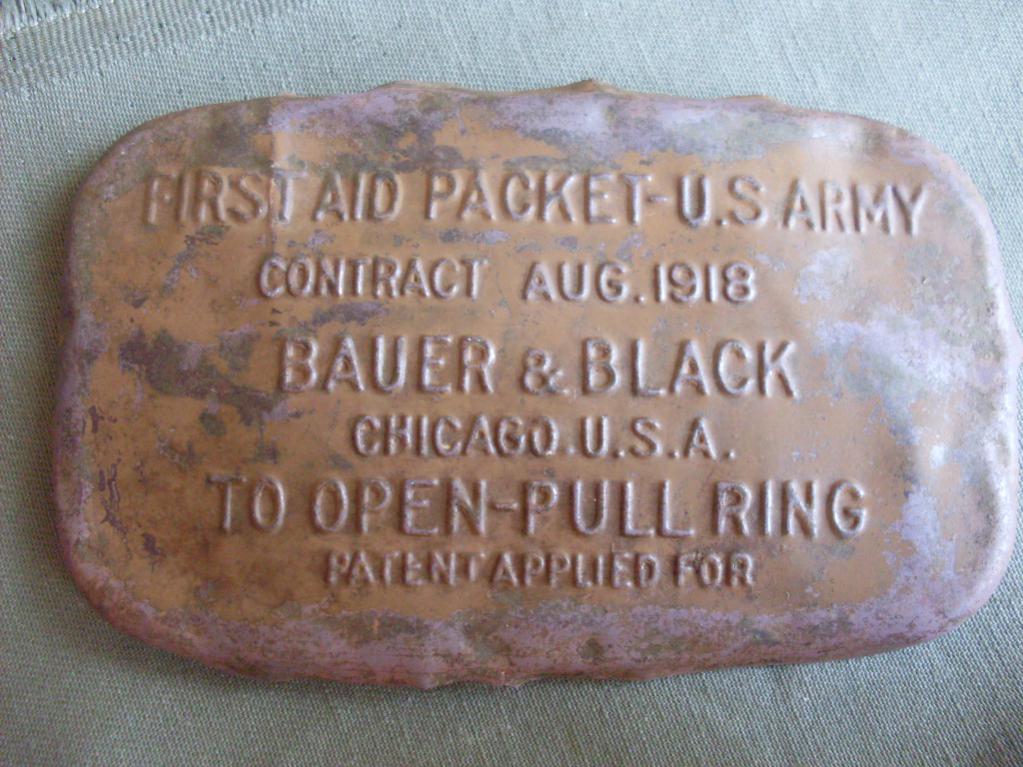 FIRST AID PACKET-U.S ARMY
CONTRACT AUG. 1918
BAUER & BLACK
CHICAGO. U.S.A.
TO OPEN-PULL RING
PATENT APPLIED FOR